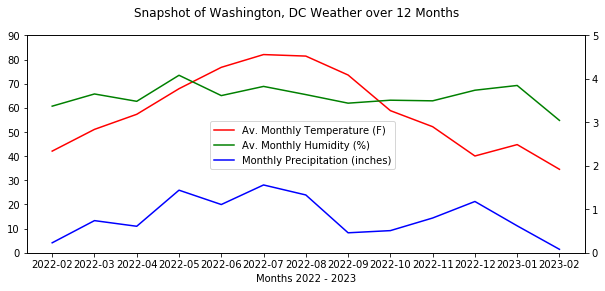 Snapshot of Washington, DC Weather over 12 Months
90
80
70
60
50
40
30
20
10
0
5
4
3
2
1
0
Av. Monthly Temperature (F)
Av. Monthly Humidity (%)
Monthly Precipitation (inches)
2022-02 2022-03 2022-04 2022-05 2022-06 2022-07 2022-08 2022-09 2022-10 2022-11 2022-12 2023-01 2023-02
Months 2022 - 2023